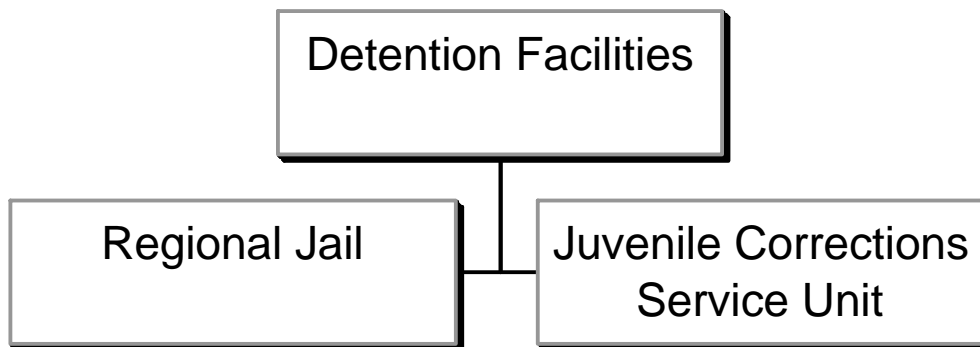 Detention Facilities
Regional Jail
Juvenile Corrections
Service Unit